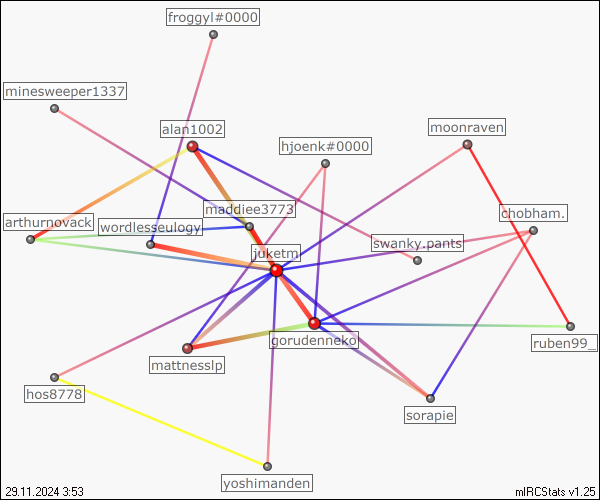 froggyl#0000
minesweeper1337
alan1002
moonraven
hjoenk#0000
maddiee3773
arthurnovack
wordlesseulogy
chobham.
swanky.pants
juketm
gorudenneko
ruben99_
mattnesslp
hos8778
sorapie
yoshimanden
29.11.2024 3:53
mIRCStats v1.25